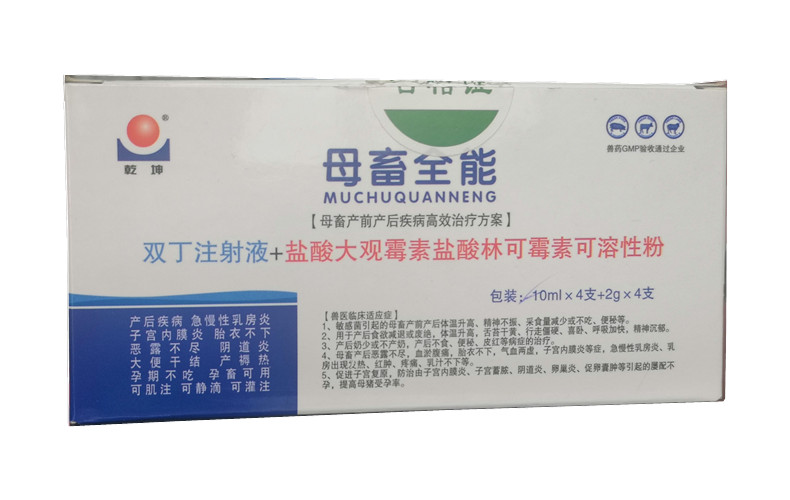 合格证
®
乾 坤
兽药GMP验收通过企业
母畜全能
MUCHUQUANNENG
【母畜产前产后疾病高效治疗方案】
双丁注射液+盐酸大观霉素盐酸林可霉素可溶性粉
包装：10ml×4支+2g×4支
产后疾病 急慢性乳房炎
子宫内膜炎 胎衣不下
恶露不尽 阴道炎
大便干结 产褥热
孕期不吃 孕畜可用
可肌注 可静滴 可灌注
【兽医临床适应症】
1、敏感菌引起的母畜产前产后体温升高、精神不振、采食量减少或不吃、便秘等。
2、用于产后食欲减退或废绝，体温升高，舌苔干黄、行走僵硬、喜卧、呼吸加快，精神沉郁。
3、产后奶少或不产奶，产后不食、便秘、皮红等病症的治疗。
4、母畜产后恶露不尽，血淤腹痛，胎衣不下，气血两虚，子宫内膜炎等症，急慢性乳房炎、乳
房出现发热、红肿、疼痛、乳汁不下等。
5、促进子宫复原，防治由子宫内膜炎、子宫蓄脓、阴道炎、卵巢炎、促卵囊肿等引起的屡配不
孕，提高母猪受孕率。